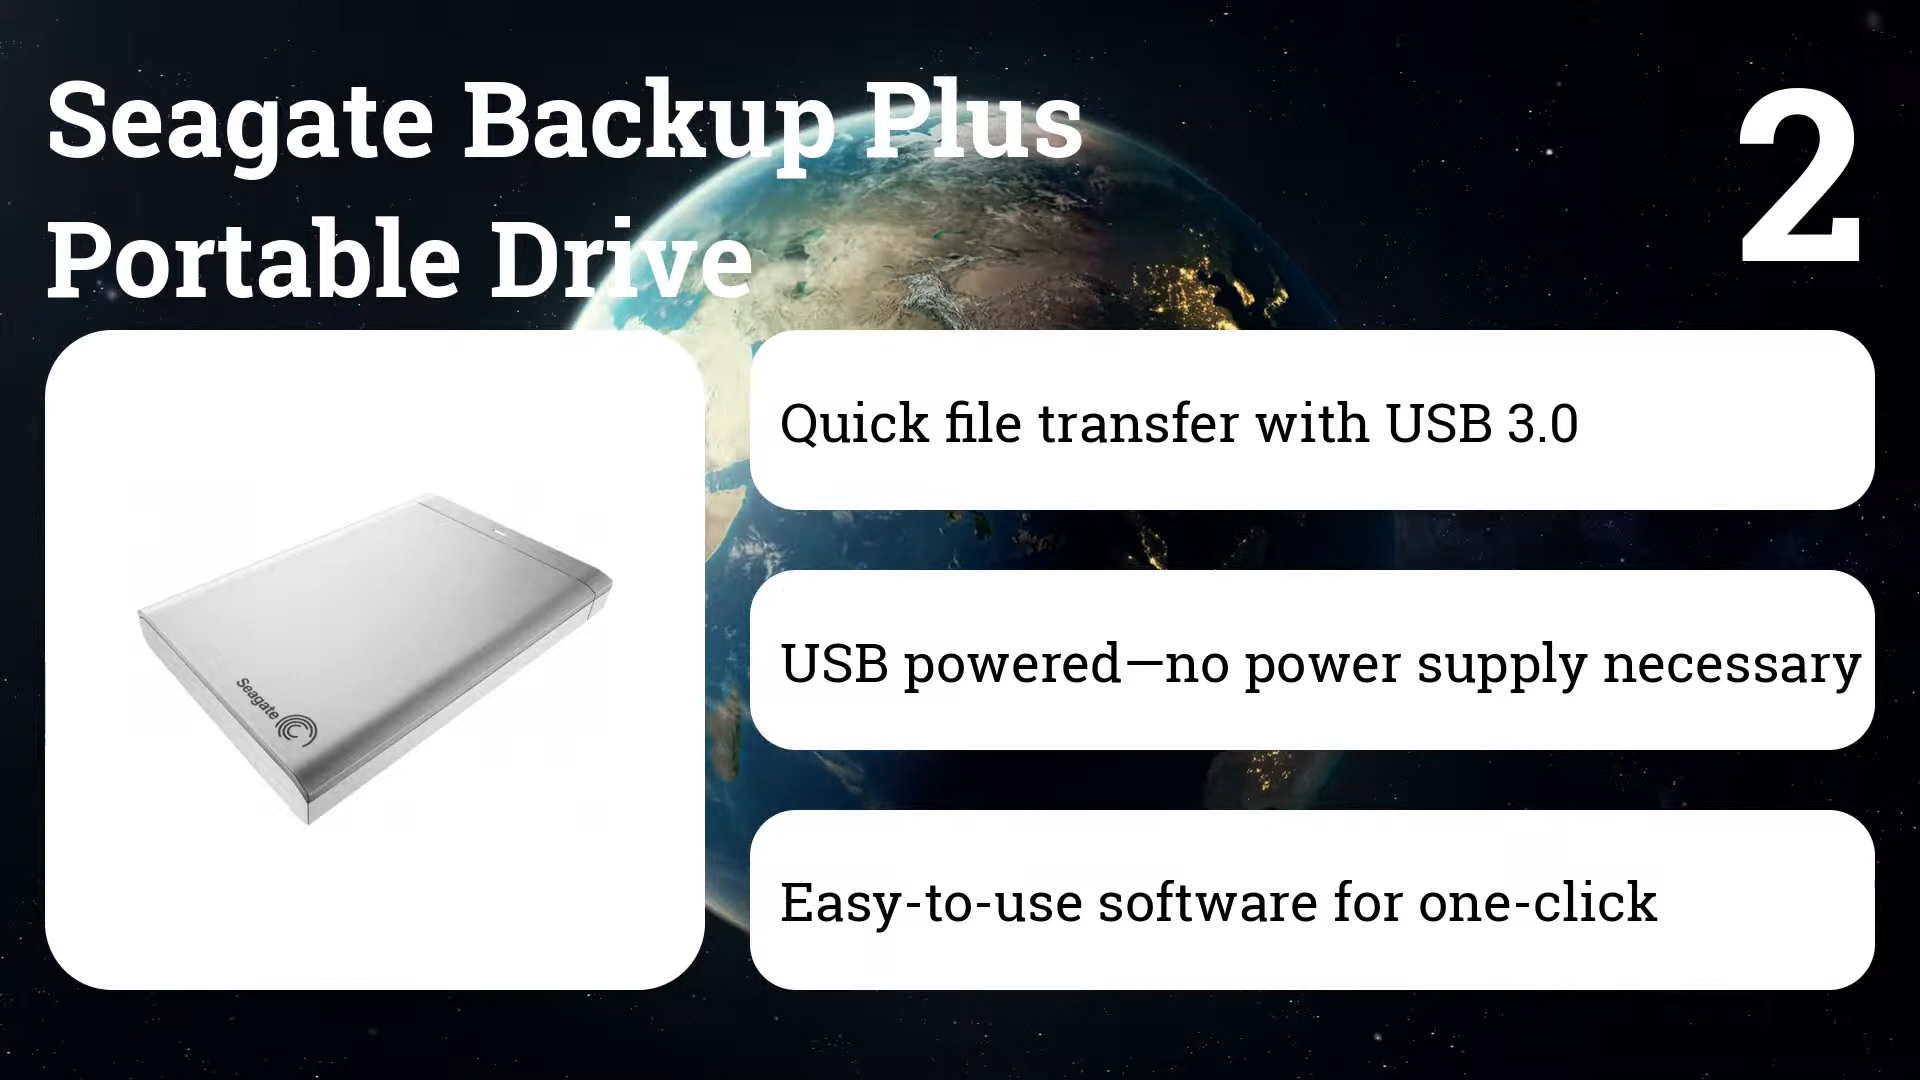 Seagate Backup Plus
Portable Drive
2
Quick file transfer with USB 3.0
USB powered—no power supply necessary
Easy-to-use software for one-click
Seagate